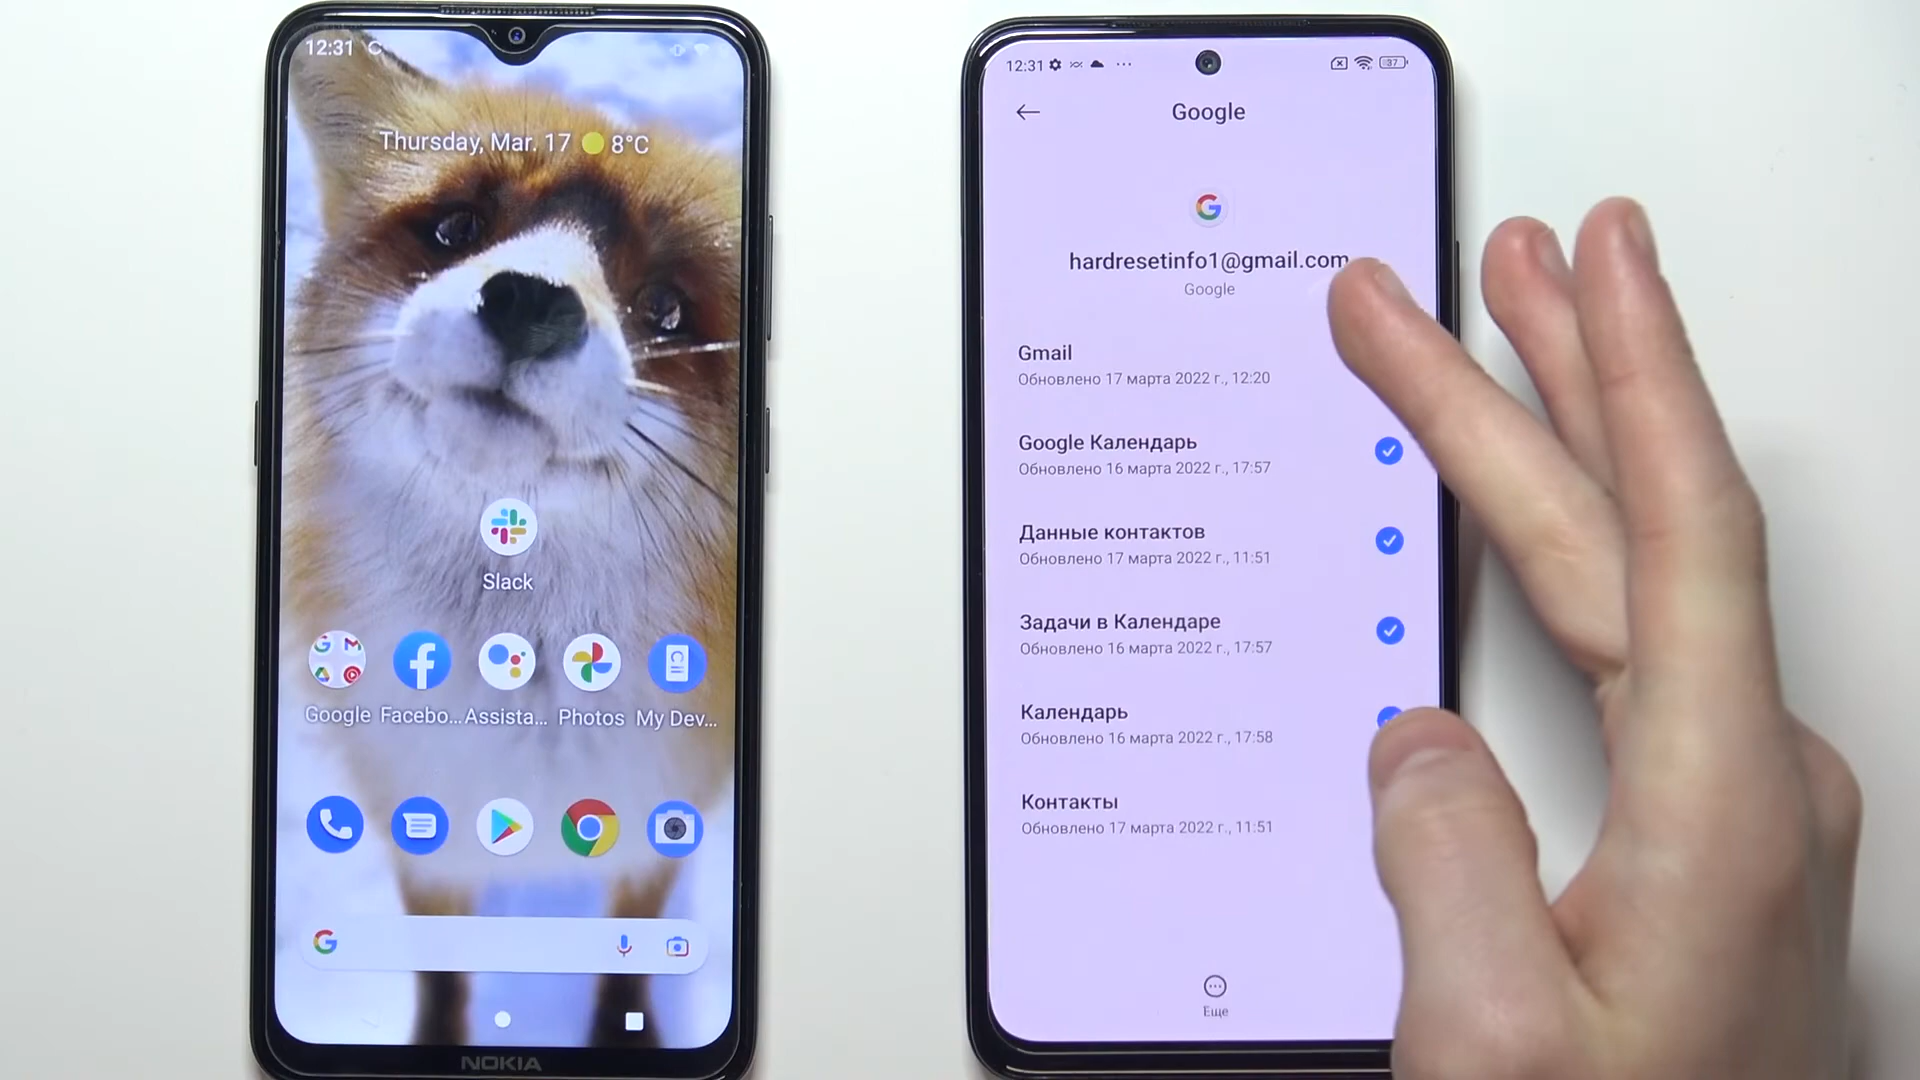 12:31
Thursday, Mar. 17 8°C
Slack
Google Facebo... Assista... Photos My Dev...
NOKIA
12:31 ... 37
Google
hardresetinfo1@gmail.com
Google
Gmail
Обновлено 17 марта 2022 г., 12:20
Google Календарь
Обновлено 16 марта 2022 г., 17:57
Данные контактов
Обновлено 17 марта 2022 г., 11:51
Задачи в Календаре
Обновлено 16 марта 2022 г., 17:57
Календарь
Обновлено 16 марта 2022 г., 17:58
Контакты
Обновлено 17 марта 2022 г., 11:51
Еще